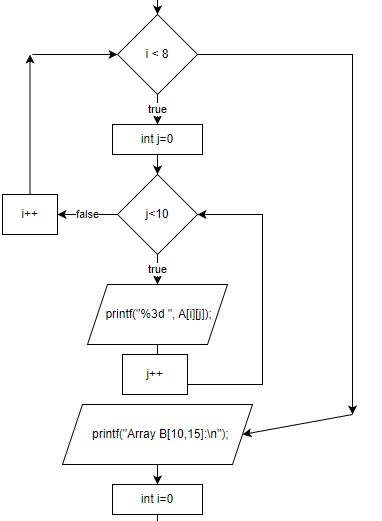 i < 8
true
int j=0
j<10
false
i++
true
printf("%3d ", A[i][j]);
j++
printf("Array B[10,15]:\n");
int i=0